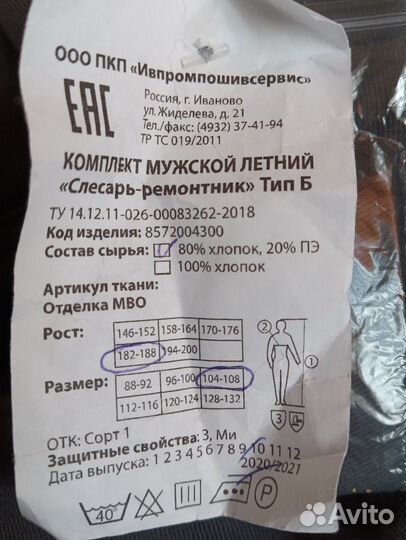 ООО ПКП «Ивпромпошивсервис»
ЕАС
Россия, г. Иваново
ул. Жиделева, д. 21
Тел./факс: (4932) 37-41-94
ТР ТС 019/2011
КОМПЛЕКТ МУЖСКОЙ ЛЕТНИЙ
«Слесарь-ремонтник» Тип Б
ТУ 14.12.11-026-00083262-2018
Код изделия: 8572004300
Состав сырья: 80% хлопок, 20% ПЭ
100% хлопок
Артикул ткани:
Отделка МВО
Рост: 146-152 158-164 170-176
182-188 194-200
Размер: 88-92 96-100 104-108
112-116 120-124 128-132
2 1
3
ОТК: Сорт 1
Защитные свойства: З, Ми
Дата выпуска: 1 2 3 4 5 6 7 8 9 10 11 12
2020/2021
40° P
Avito